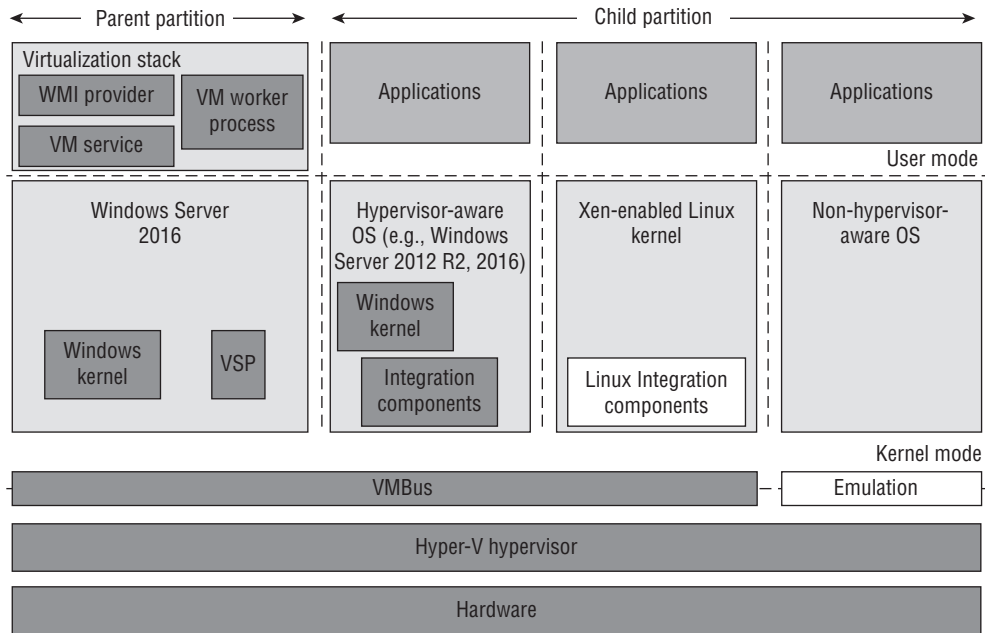 Parent partition
Child partition
Virtualization stack
WMI provider
VM service
VM worker
process
Applications
Applications
Applications
User mode
Windows Server
2016
Windows
kernel
VSP
Hypervisor-aware
OS (e.g., Windows
Server 2012 R2, 2016)
Windows
kernel
Integration
components
Xen-enabled Linux
kernel
Linux Integration
components
Non-hypervisor-
aware OS
Kernel mode
VMBus
Emulation
Hyper-V hypervisor
Hardware